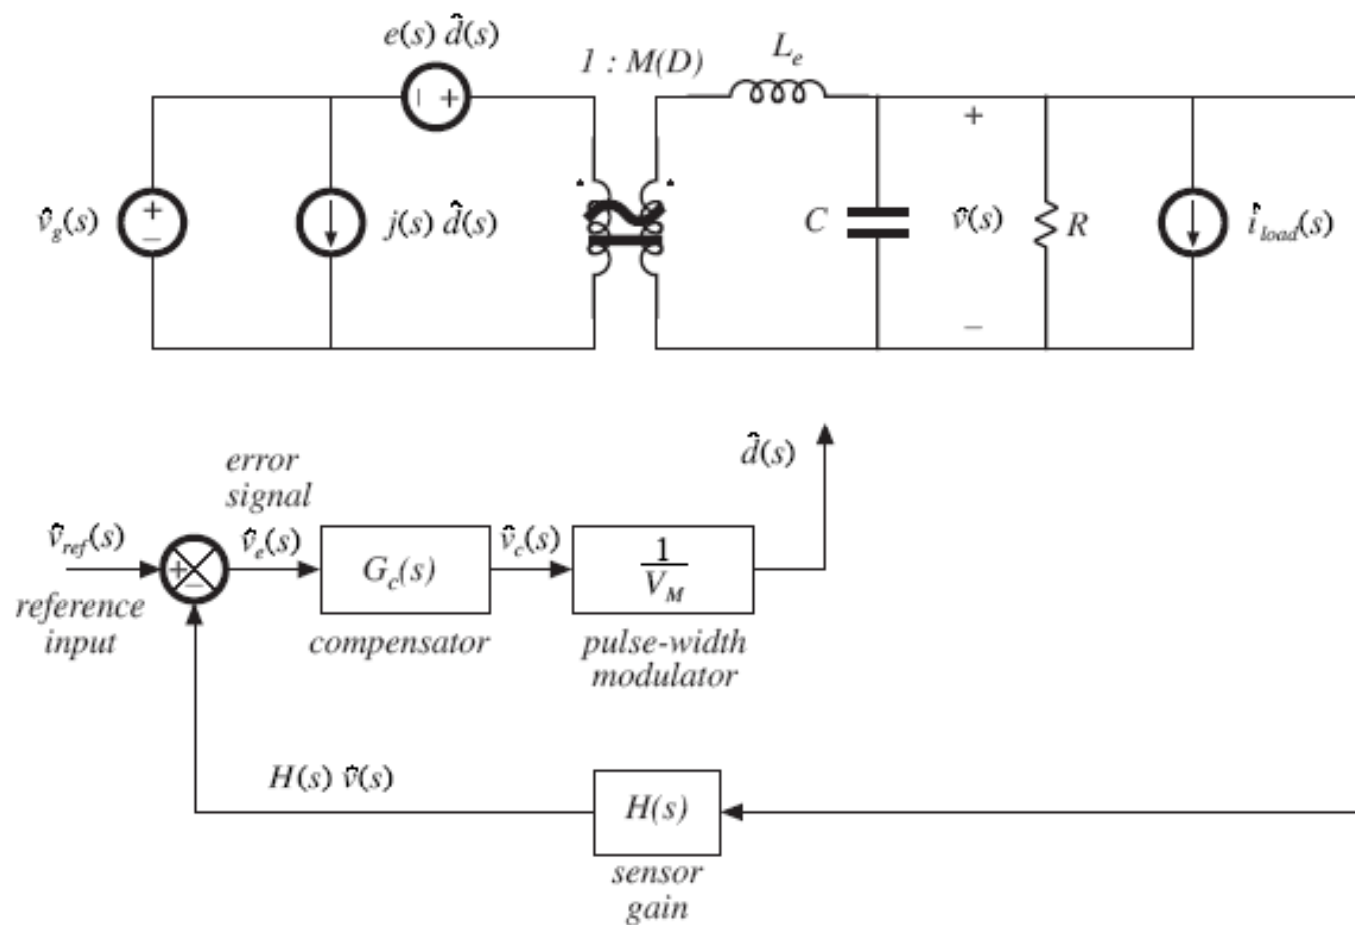 e(s) d̂(s)
1 : M(D)
Lₑ
+
−
+
+
−
v̂g(s)
j(s) d̂(s)
C
v̂(s)
R
îload(s)
−
d̂(s)
error
signal
v̂ref(s)
v̂e(s)
Gc(s)
v̂c(s)
1
VM
+
−
reference
input
compensator
pulse-width
modulator
H(s) v̂(s)
H(s)
sensor
gain